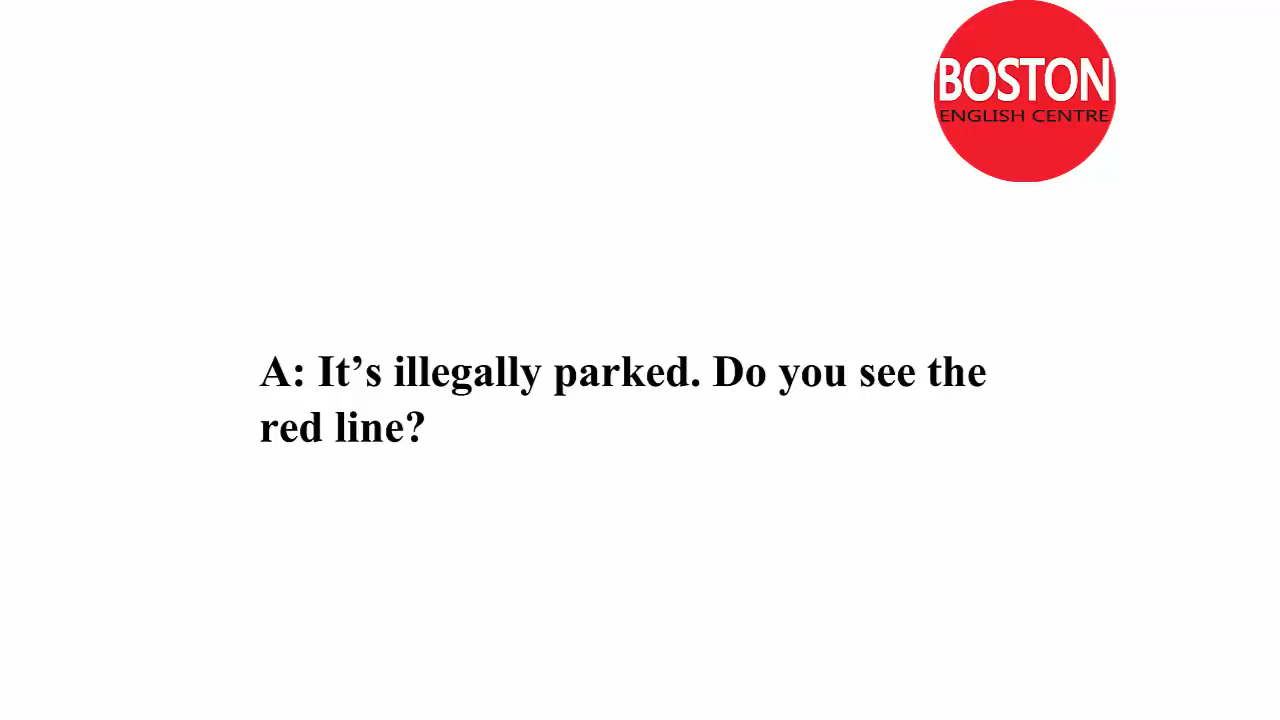 BOSTON
ENGLISH CENTRE
A: It’s illegally parked. Do you see the
red line?